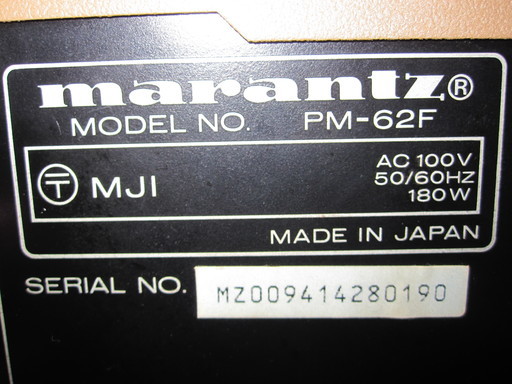 marantz®
MODEL NO. PM-62F
〒 MJI
AC 100V
50/60HZ
180W
MADE IN JAPAN
SERIAL NO. MZ009414280190